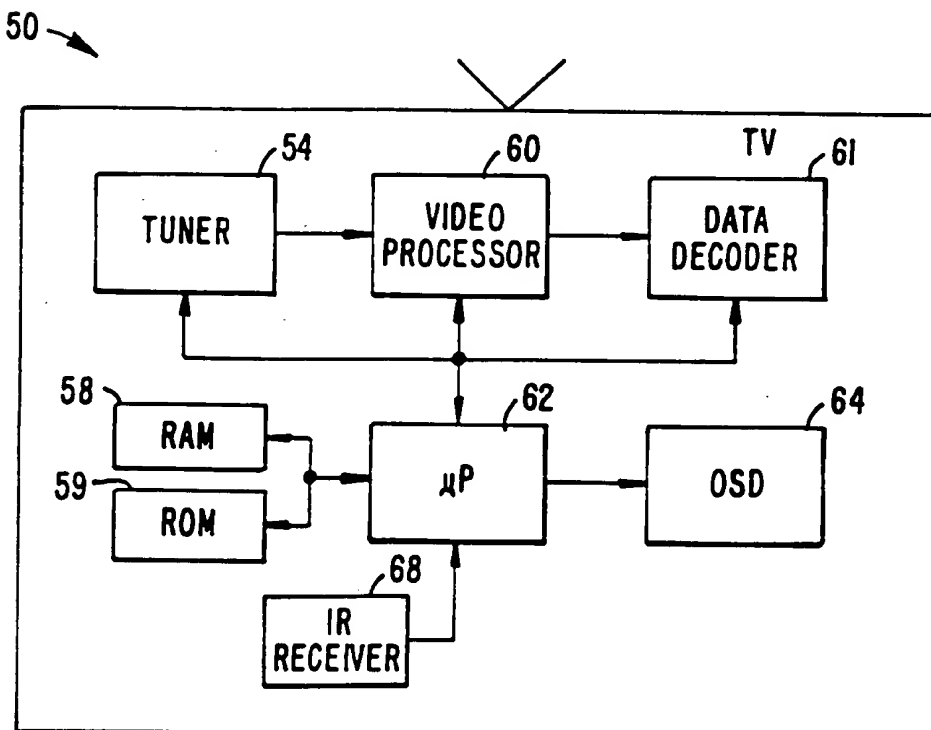 50
TV
54
60
61
TUNER
VIDEO
PROCESSOR
DATA
DECODER
58
62
64
RAM
59
ROM
μP
OSD
68
IR
RECEIVER